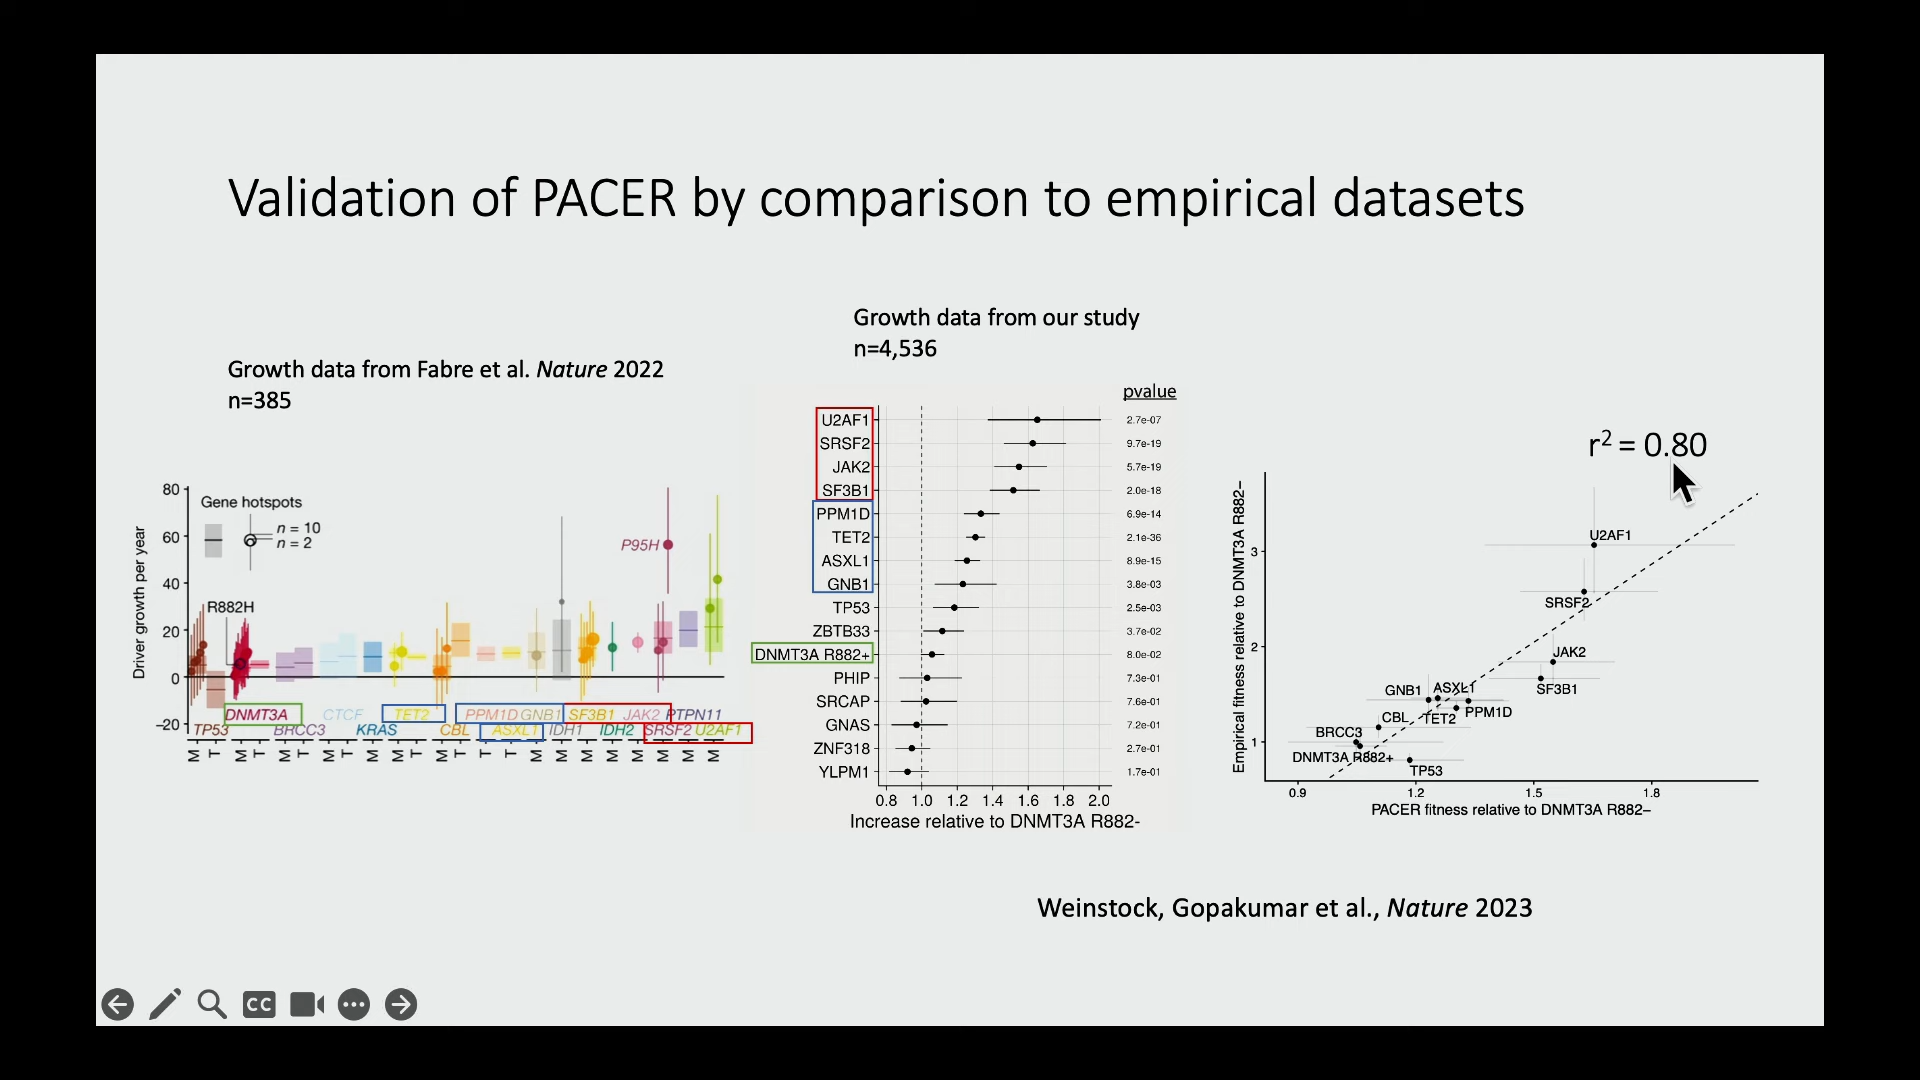 Validation of PACER by comparison to empirical datasets
Growth data from Fabre et al. Nature 2022
n=385
80
60
40
20
0
−20
Driver growth per year
Gene hotspots
n = 10
n = 2
R882H
P95H
DNMT3A CTCF TET2 PPM1D GNB1 SF3B1 JAK2 PTPN11
TP53 BRCC3 KRAS CBL ASXL1 IDH1 IDH2 SRSF2 U2AF1
M T M T M T M T M M T M T T T M M M M M M M M
Growth data from our study
n=4,536
pvalue
U2AF1 2.7e-07
SRSF2 9.7e-19
JAK2 5.7e-19
SF3B1 2.0e-18
PPM1D 6.9e-14
TET2 2.1e-36
ASXL1 8.9e-15
GNB1 3.8e-03
TP53 2.5e-03
ZBTB33 3.7e-02
DNMT3A R882+ 8.0e-02
PHIP 7.3e-01
SRCAP 7.6e-01
GNAS 7.2e-01
ZNF318 2.7e-01
YLPM1 1.7e-01
0.8 1.0 1.2 1.4 1.6 1.8 2.0
Increase relative to DNMT3A R882-
r2 = 0.80
Empirical fitness relative to DNMT3A R882−
3
2
1
U2AF1
SRSF2
JAK2
SF3B1
GNB1 ASXL1
CBL TET2 PPM1D
BRCC3
DNMT3A R882+
TP53
0.9 1.2 1.5 1.8
PACER fitness relative to DNMT3A R882−
Weinstock, Gopakumar et al., Nature 2023
CC